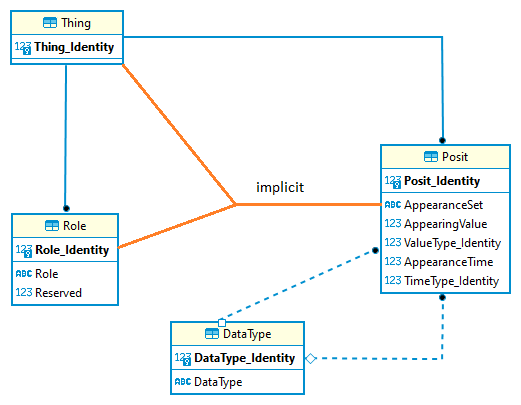 Thing
123 Thing_Identity
Posit
123 Posit_Identity
ABC AppearanceSet
123 AppearingValue
123 ValueType_Identity
123 AppearanceTime
123 TimeType_Identity
implicit
Role
123 Role_Identity
ABC Role
123 Reserved
DataType
123 DataType_Identity
ABC DataType